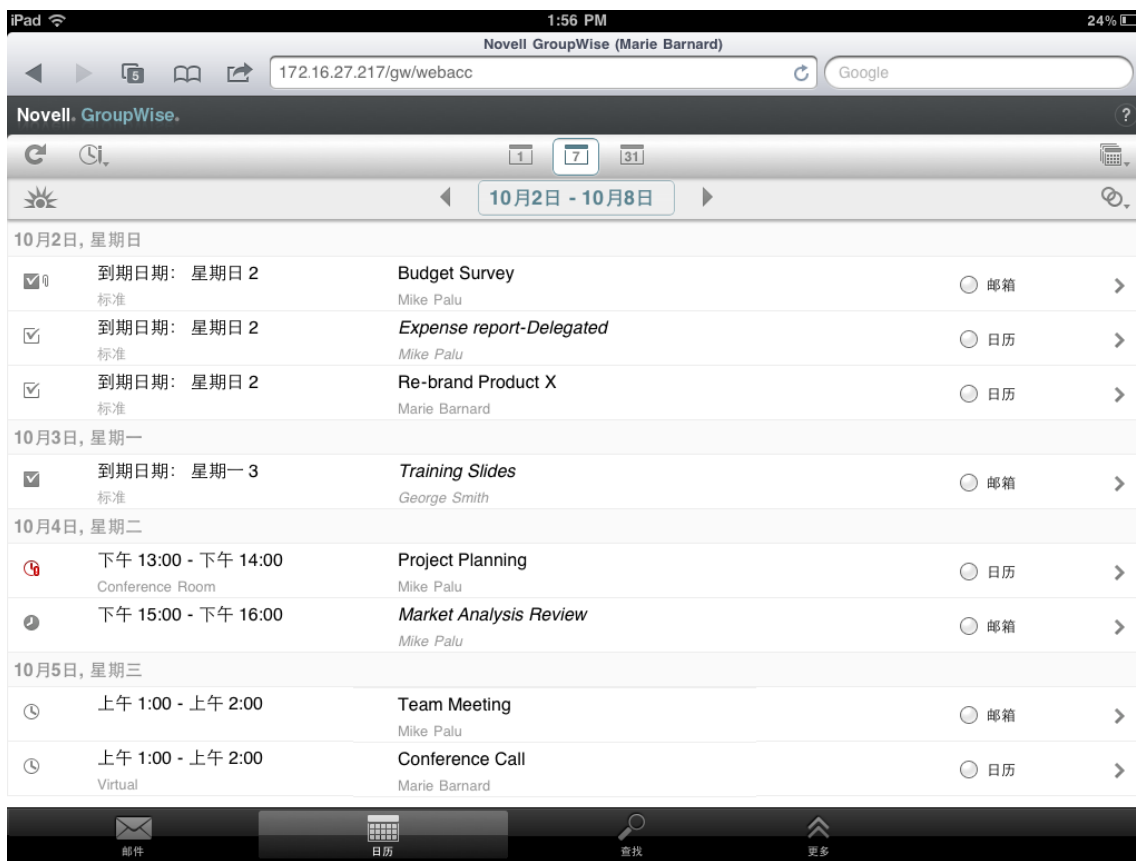 iPad 1:56 PM 24%
Novell GroupWise (Marie Barnard)
5 172.16.27.217/gw/webacc Google
Novell. GroupWise. ?
1 7 31
10月2日 - 10月8日
10月2日, 星期日
到期日期: 星期日 2 Budget Survey 邮箱
标准 Mike Palu
到期日期: 星期日 2 Expense report-Delegated 日历
标准 Mike Palu
到期日期: 星期日 2 Re-brand Product X 日历
标准 Marie Barnard
10月3日, 星期一
到期日期: 星期一 3 Training Slides 邮箱
标准 George Smith
10月4日, 星期二
下午 13:00 - 下午 14:00 Project Planning 日历
Conference Room Mike Palu
下午 15:00 - 下午 16:00 Market Analysis Review 邮箱
Mike Palu
10月5日, 星期三
上午 1:00 - 上午 2:00 Team Meeting 邮箱
Mike Palu
上午 1:00 - 上午 2:00 Conference Call 日历
Virtual Marie Barnard
邮件 日历 查找 更多